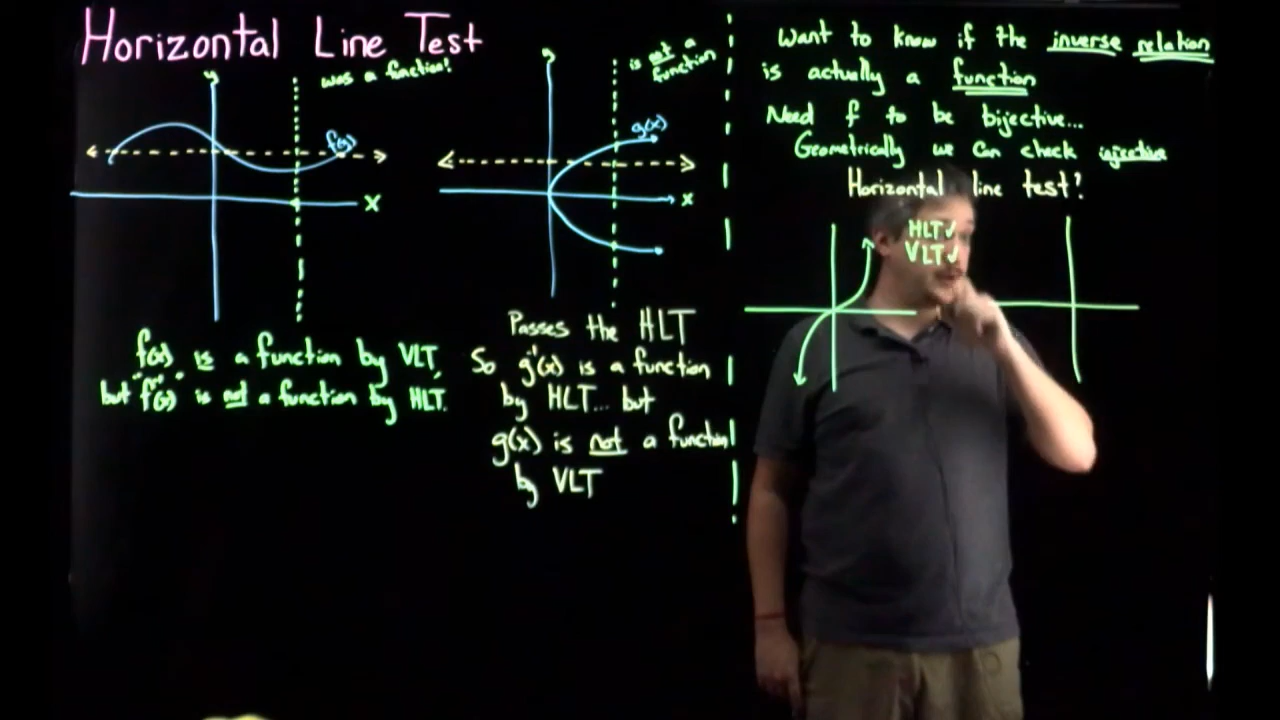 Horizontal Line Test
y
was a function!
f(x)
x
f(x) is a function by VLT,
but "f⁻¹(x)" is not a function by HLT.
y
is not a function
g(x)
x
Passes the HLT
So g⁻¹(x) is a function
by HLT... but
g(x) is not a function
by VLT
Want to know if the inverse relation
is actually a function
Need f to be bijective...
Geometrically we can check injective
Horizontal line test!
HLT✓
VLT✓